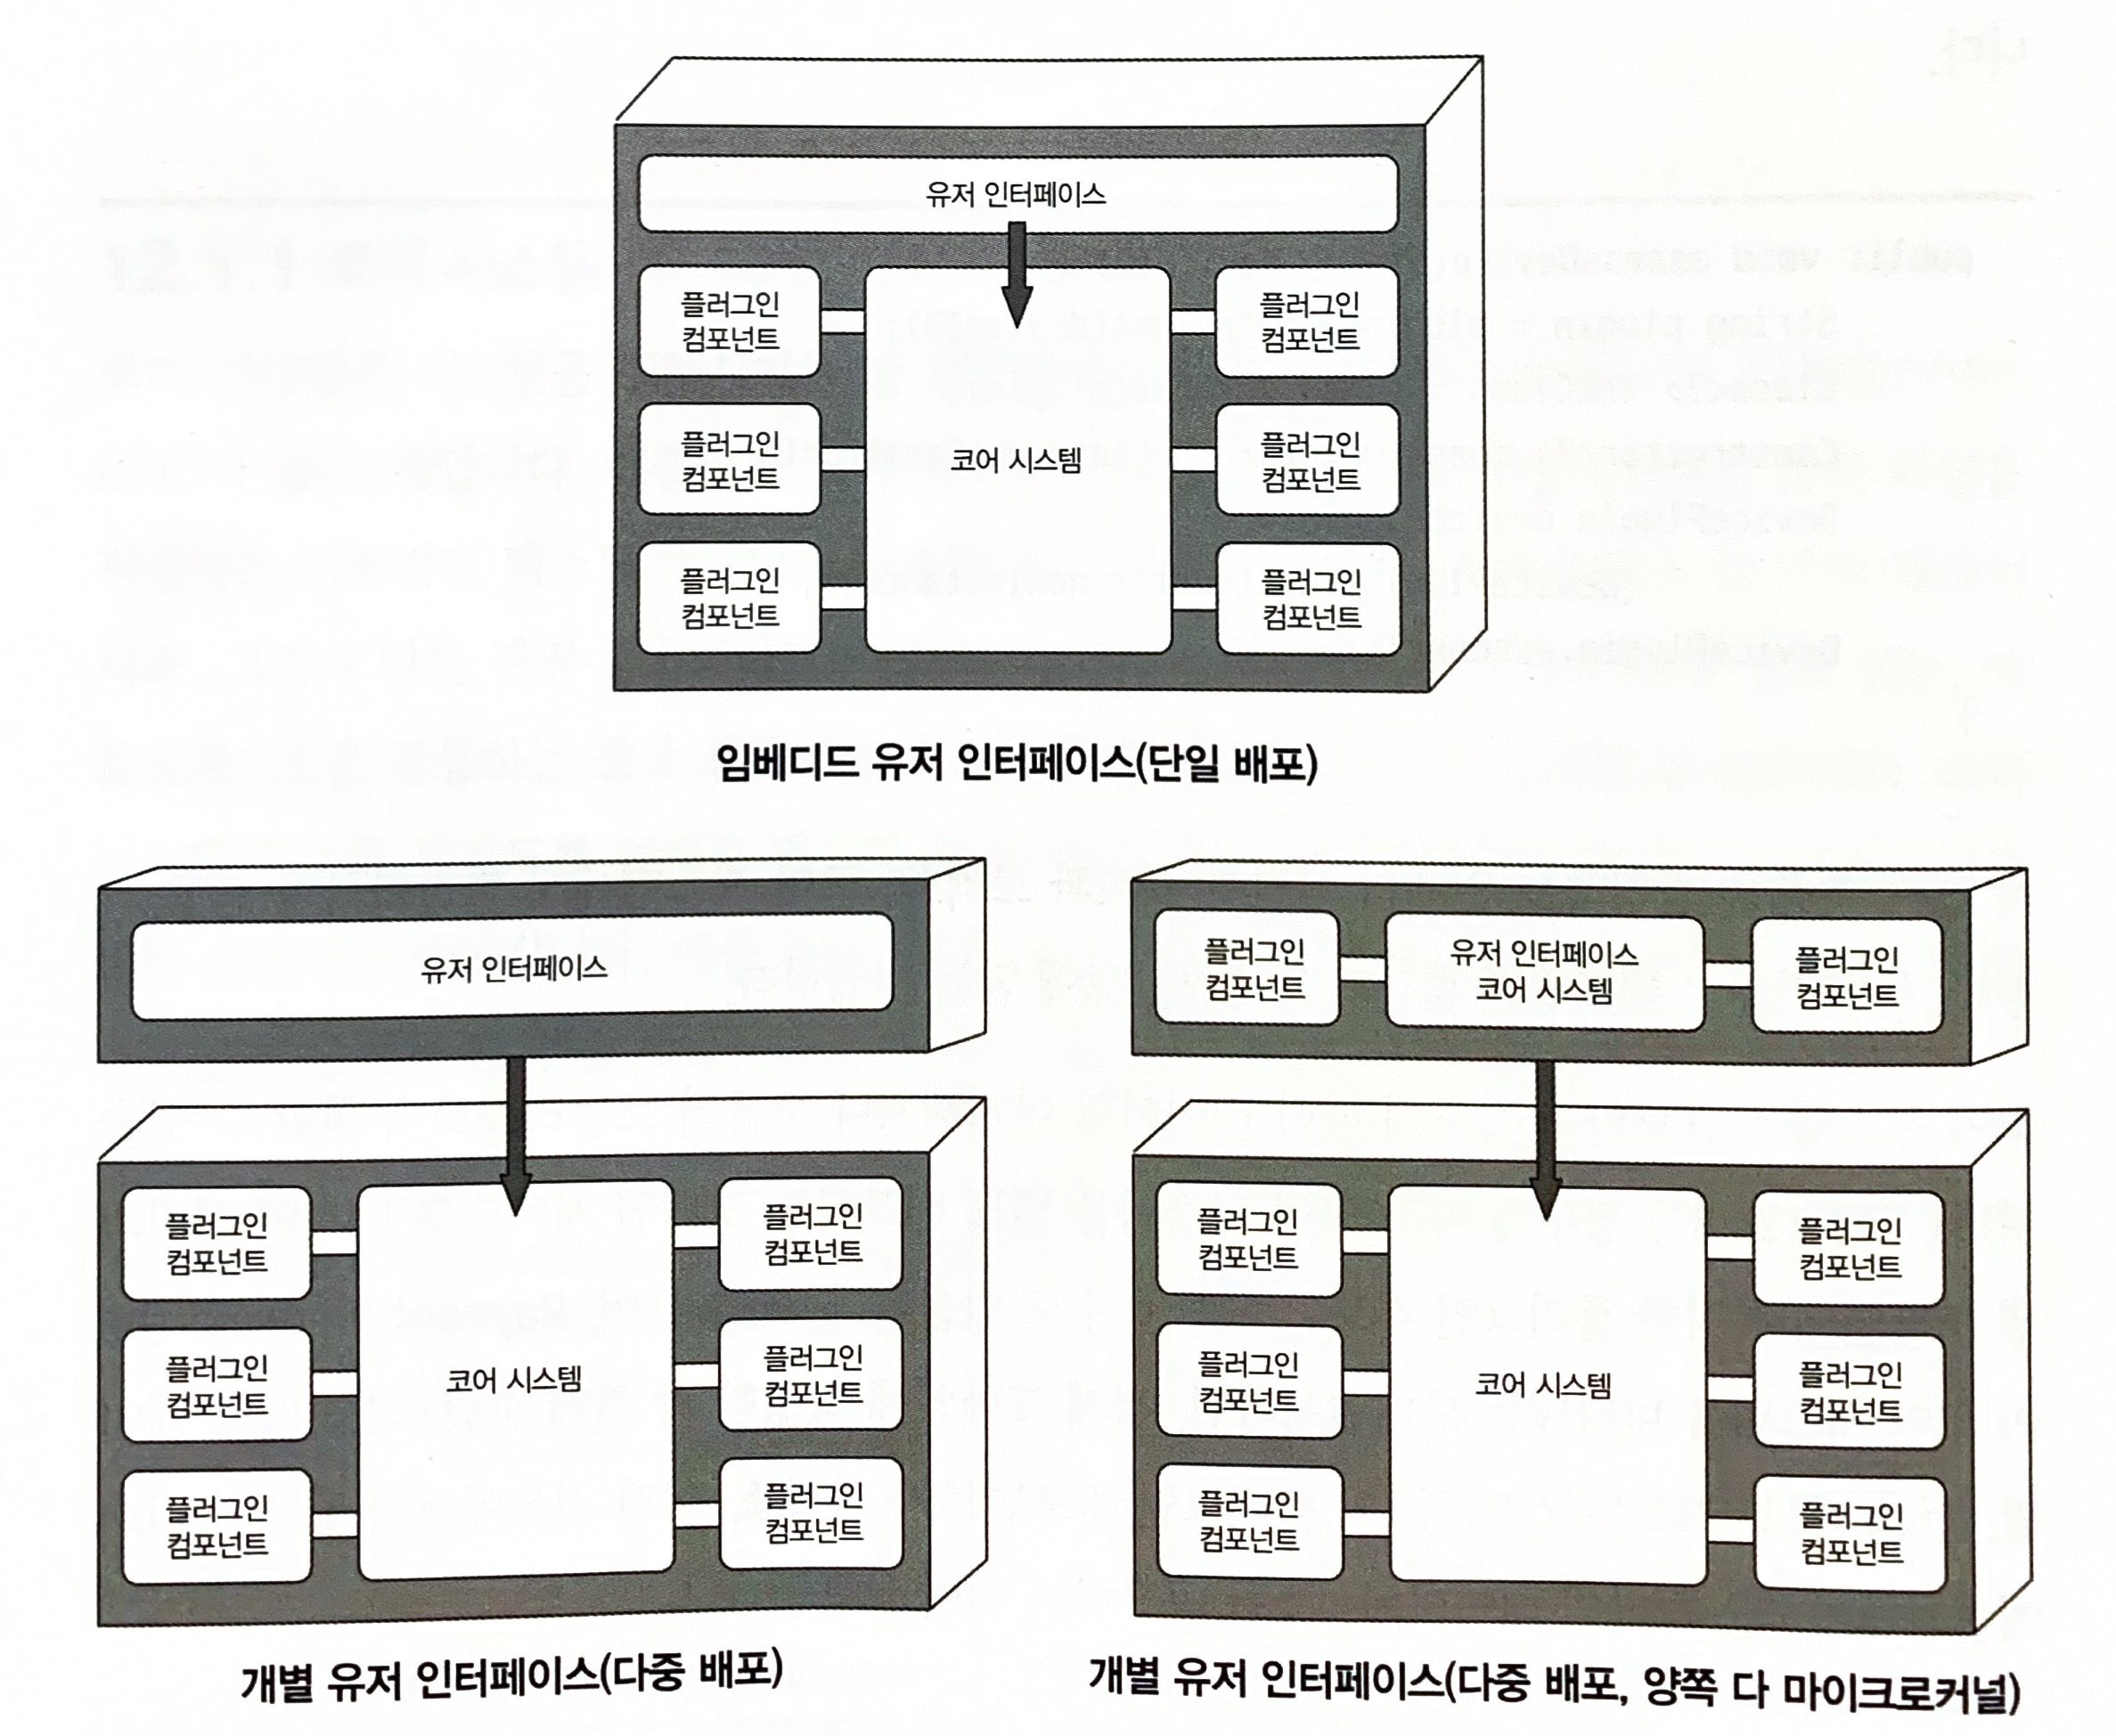 유저 인터페이스
플러그인
컴포넌트
플러그인
컴포넌트
플러그인
컴포넌트
코어 시스템
플러그인
컴포넌트
플러그인
컴포넌트
플러그인
컴포넌트
임베디드 유저 인터페이스(단일 배포)
유저 인터페이스
플러그인
컴포넌트
플러그인
컴포넌트
플러그인
컴포넌트
코어 시스템
플러그인
컴포넌트
플러그인
컴포넌트
플러그인
컴포넌트
개별 유저 인터페이스(다중 배포)
플러그인
컴포넌트
유저 인터페이스
코어 시스템
플러그인
컴포넌트
플러그인
컴포넌트
플러그인
컴포넌트
플러그인
컴포넌트
코어 시스템
플러그인
컴포넌트
플러그인
컴포넌트
플러그인
컴포넌트
개별 유저 인터페이스(다중 배포, 양쪽 다 마이크로커널)